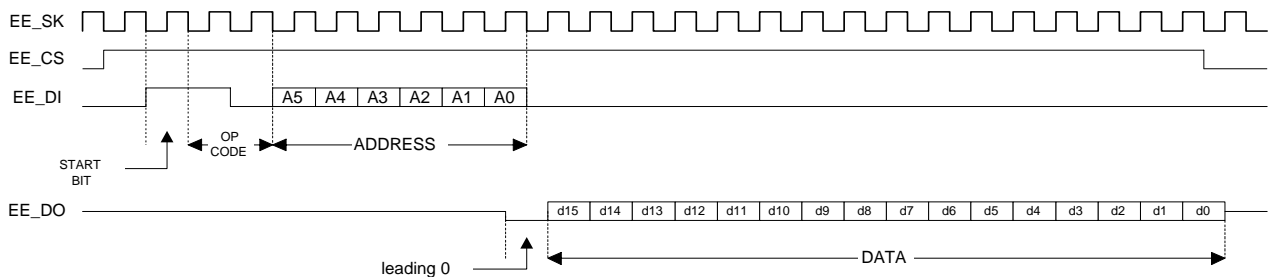 EE_SK
EE_CS
EE_DI
A5 A4 A3 A2 A1 A0
OP
CODE
ADDRESS
START
BIT
EE_DO
d15 d14 d13 d12 d11 d10 d9 d8 d7 d6 d5 d4 d3 d2 d1 d0
DATA
leading 0